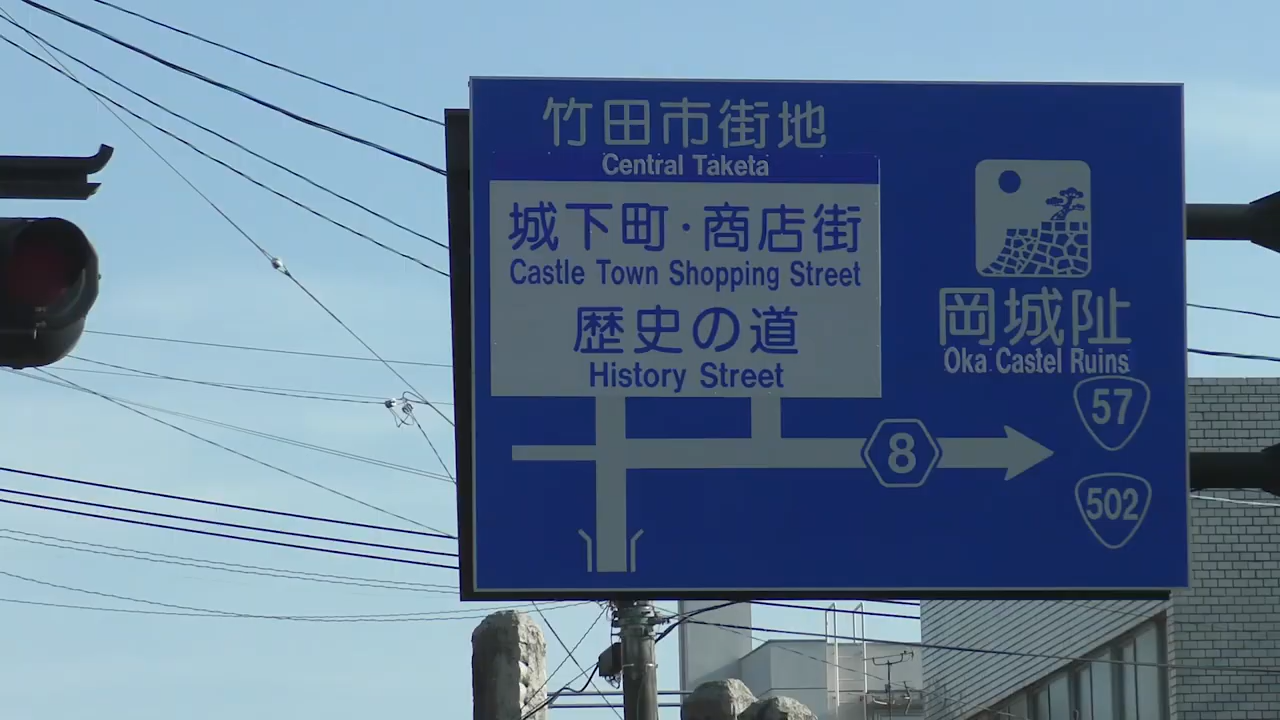 竹田市街地
Central Taketa
城下町・商店街
Castle Town Shopping Street
歴史の道
History Street
岡城阯
Oka Castel Ruins
57
8
502